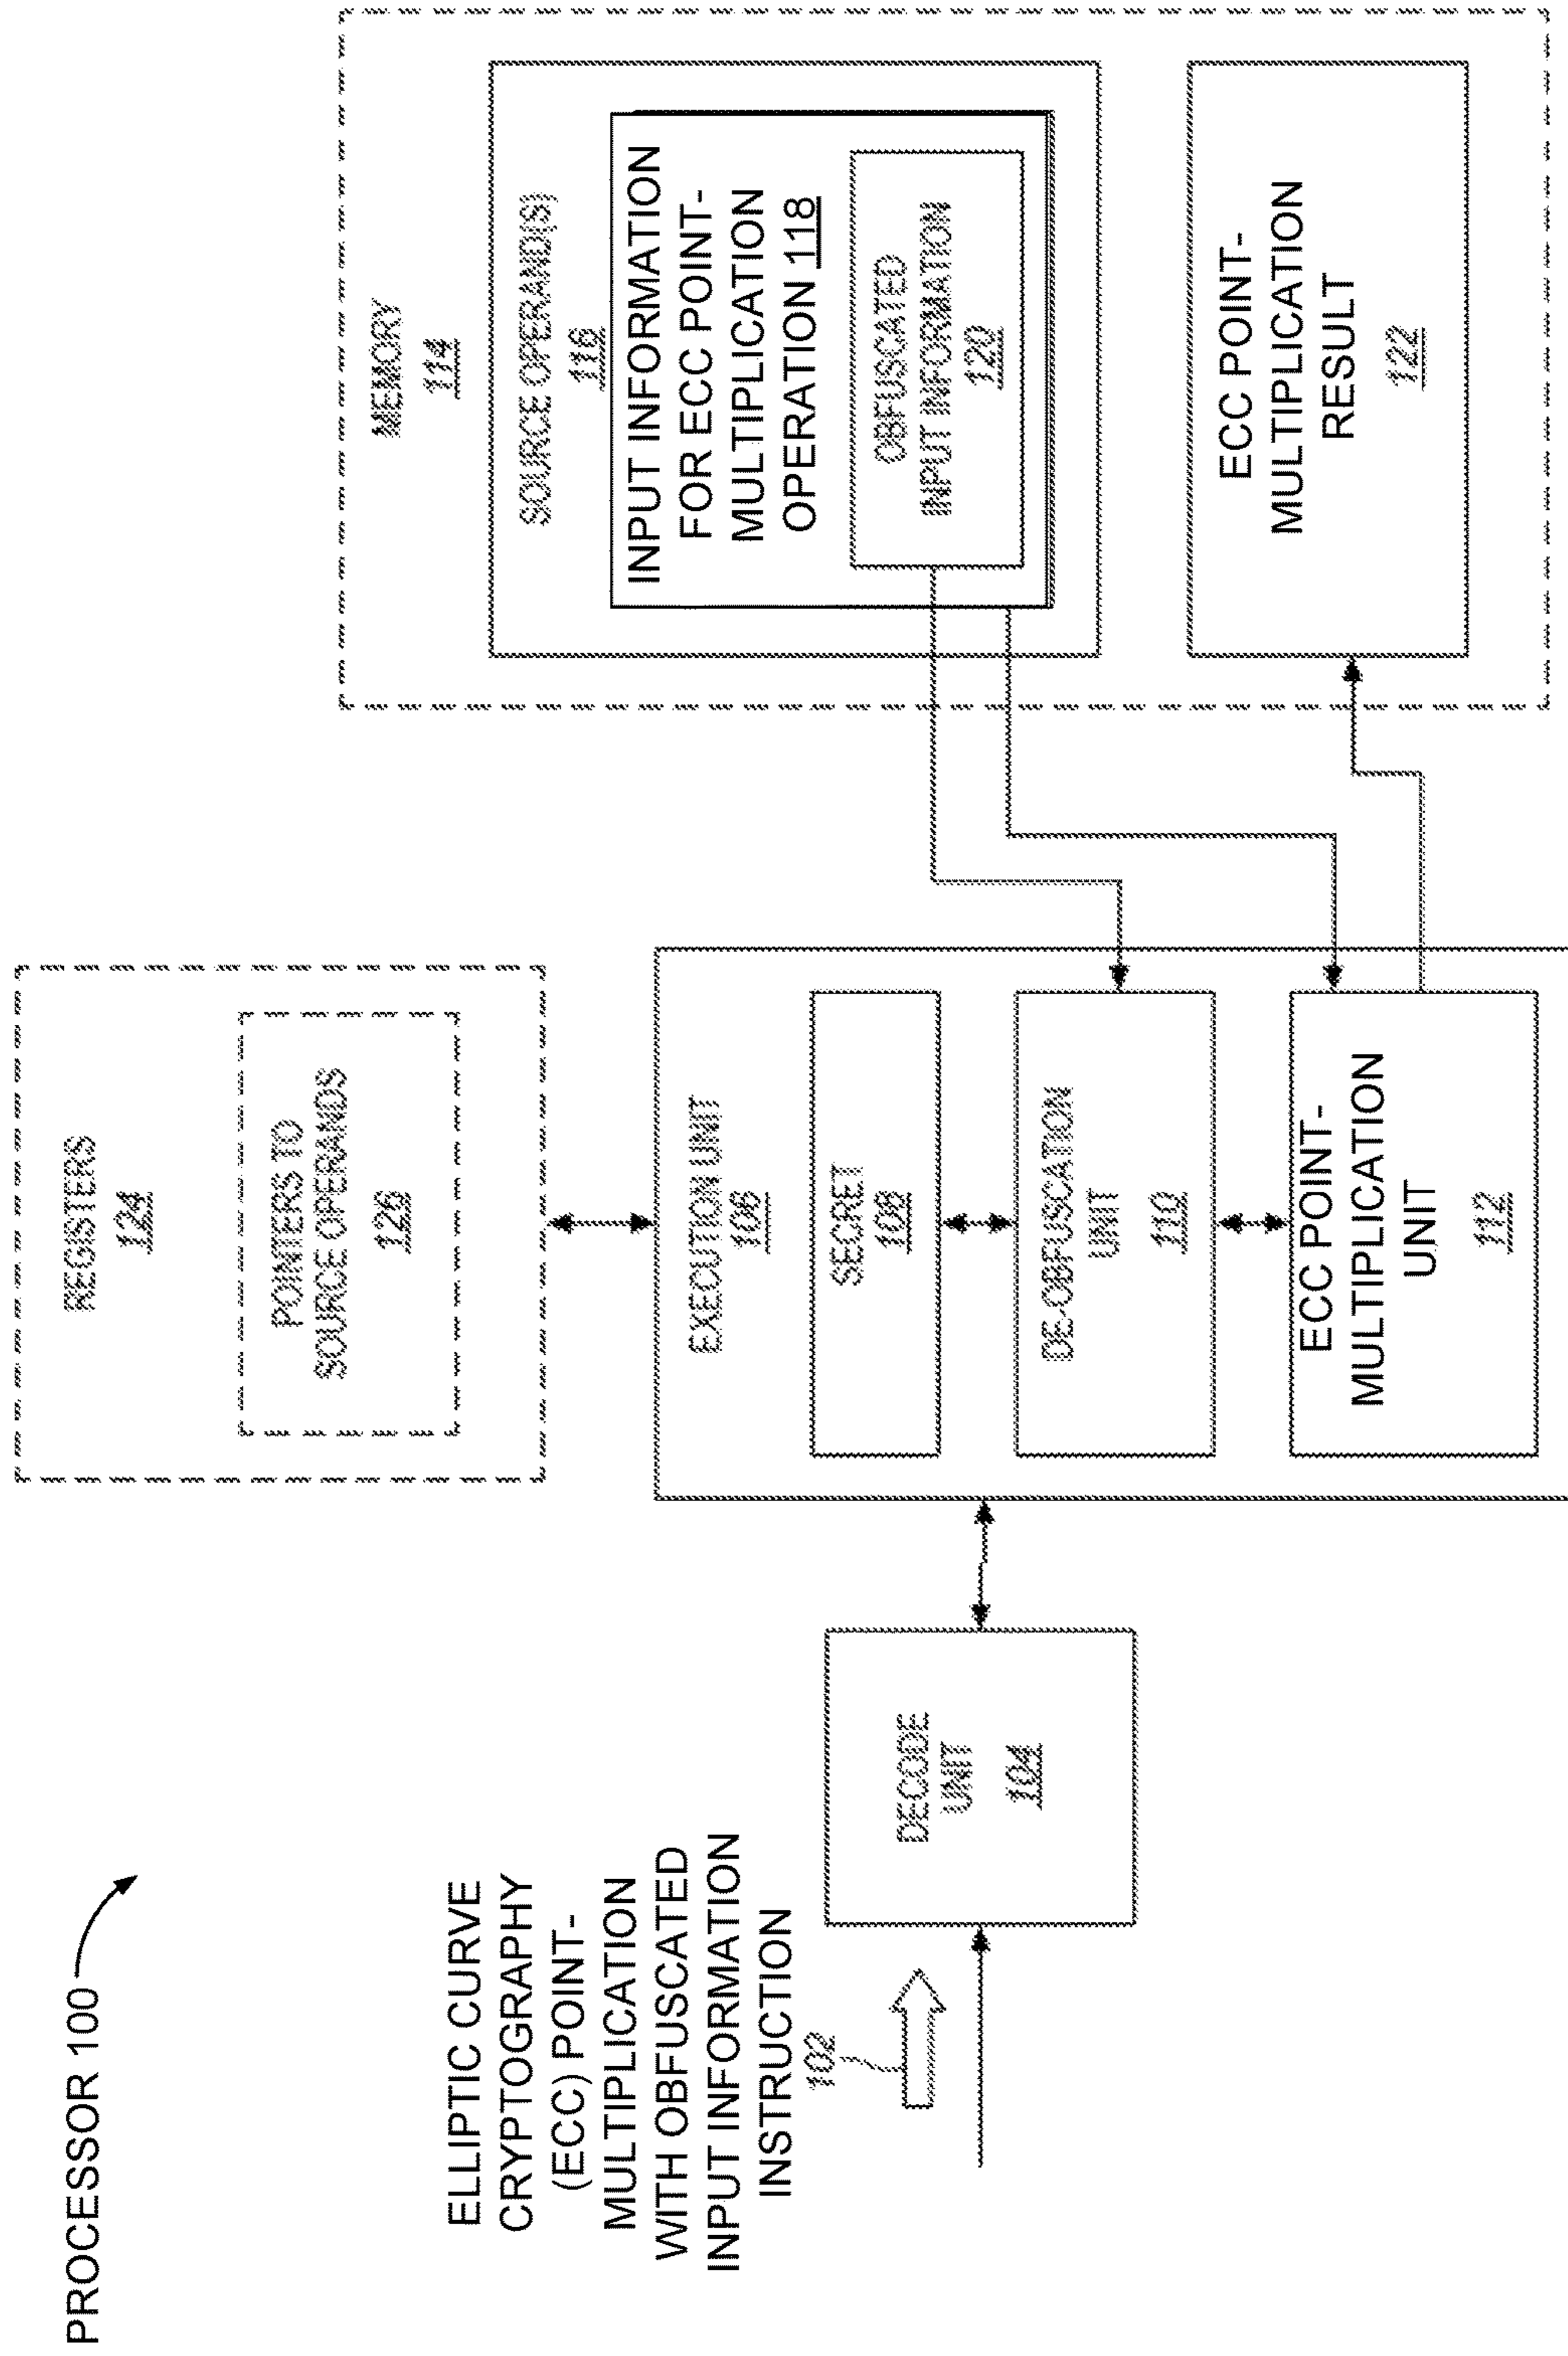 PROCESSOR 100
ELLIPTIC CURVE
CRYPTOGRAPHY
(ECC) POINT-
MULTIPLICATION
WITH OBFUSCATED
INPUT INFORMATION
INSTRUCTION
102
DECODE
UNIT
104
REGISTERS
124
POINTERS TO
SOURCE OPERANDS
126
EXECUTION UNIT
106
SECRET
108
DE-OBFUSCATION
UNIT
110
ECC POINT-
MULTIPLICATION
UNIT
112
MEMORY
114
SOURCE OPERAND(S)
116
INPUT INFORMATION
FOR ECC POINT-
MULTIPLICATION
OPERATION 118
OBFUSCATED
INPUT INFORMATION
120
ECC POINT-
MULTIPLICATION
RESULT
122